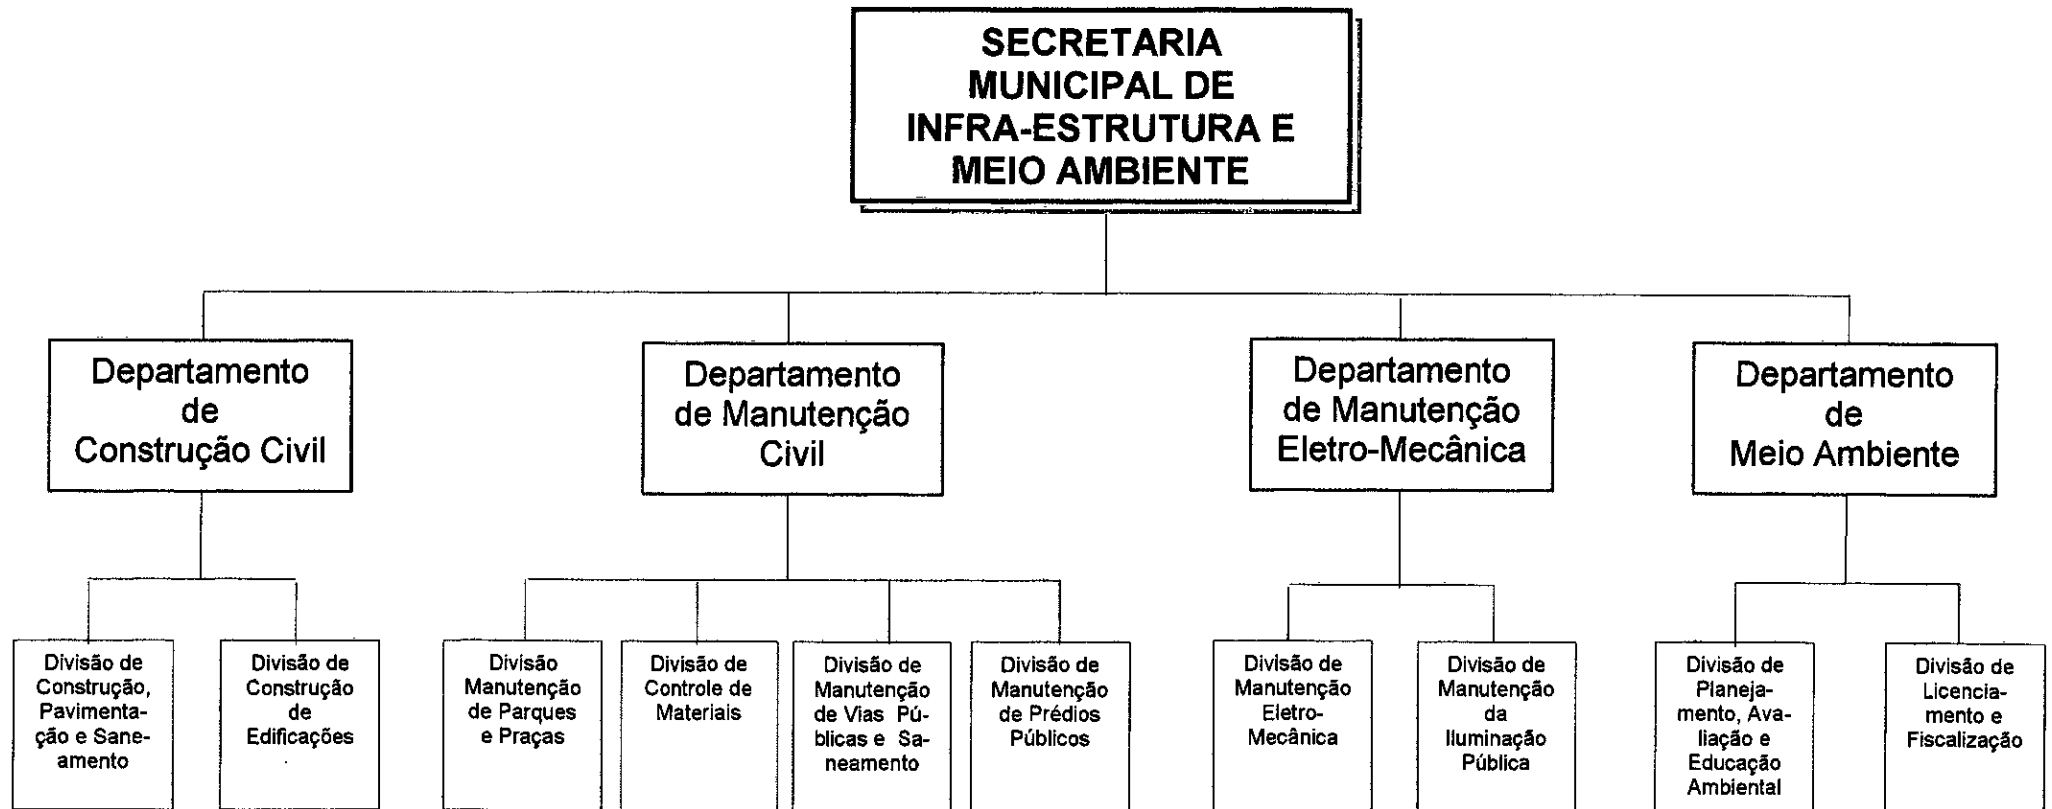 SECRETARIA
MUNICIPAL DE
INFRA-ESTRUTURA E
MEIO AMBIENTE
Departamento
de
Construção Civil
Departamento
de Manutenção
Civil
Departamento
de Manutenção
Eletro-Mecânica
Departamento
de
Meio Ambiente
Divisão de
Construção,
Pavimenta-
ção e Sane-
amento
Divisão de
Construção
de
Edificações
Divisão
Manutenção
de Parques
e Praças
Divisão de
Controle de
Materiais
Divisão de
Manutenção
de Vias Pú-
blicas e Sa-
neamento
Divisão de
Manutenção
de Prédios
Públicos
Divisão de
Manutenção
Eletro-
Mecânica
Divisão de
Manutenção
da
Iluminação
Pública
Divisão de
Planeja-
mento, Ava-
liação e
Educação
Ambiental
Divisão de
Licencia-
mento e
Fiscalização